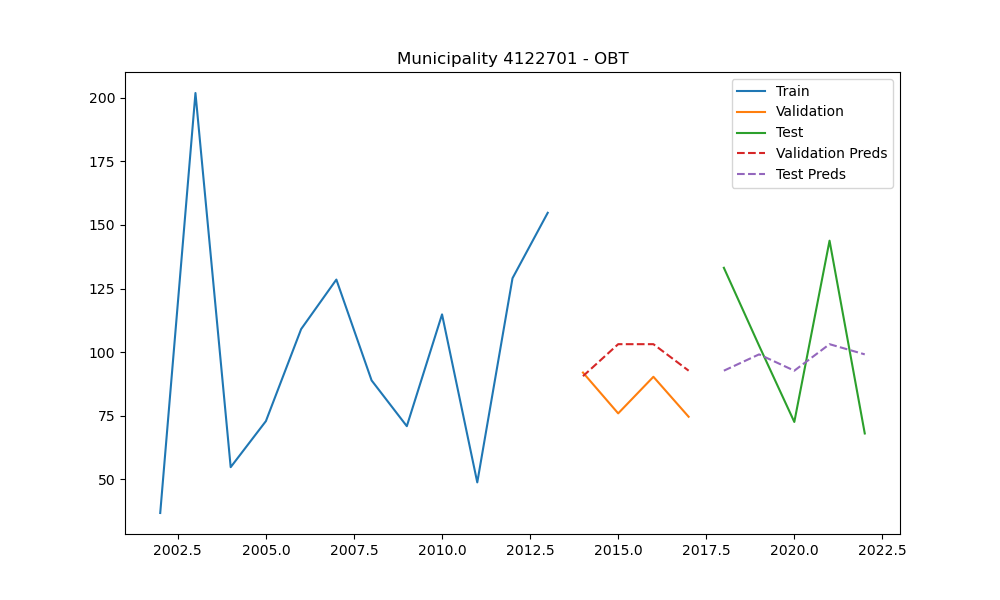 Municipality 4122701 - OBT
Train
Validation
Test
Validation Preds
Test Preds
200
175
150
125
100
75
50
2002.5 2005.0 2007.5 2010.0 2012.5 2015.0 2017.5 2020.0 2022.5